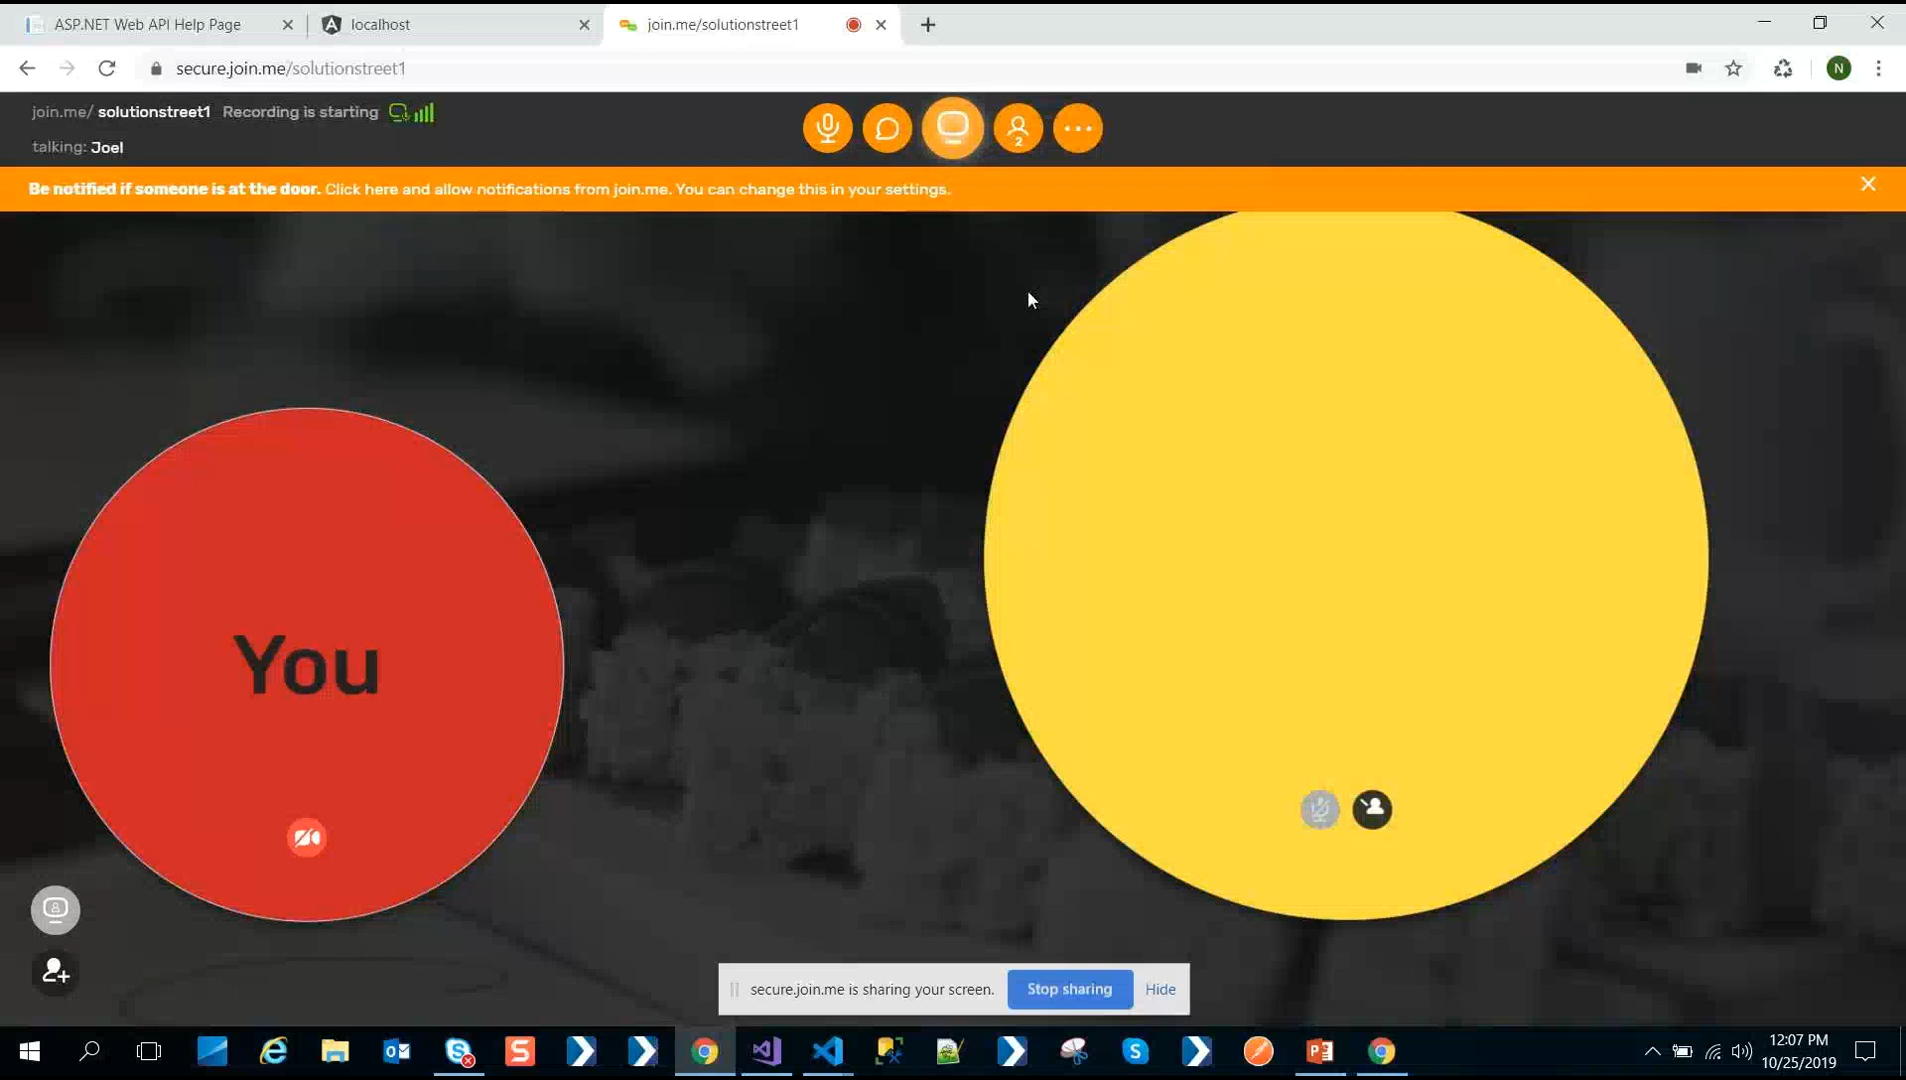 ASP.NET Web API Help Page
localhost
join.me/solutionstreet1
secure.join.me/solutionstreet1
N
join.me/ solutionstreet1 Recording is starting
talking: Joel
2
Be notified if someone is at the door. Click here and allow notifications from join.me. You can change this in your settings.
You
secure.join.me is sharing your screen. Stop sharing Hide
12:07 PM
10/25/2019